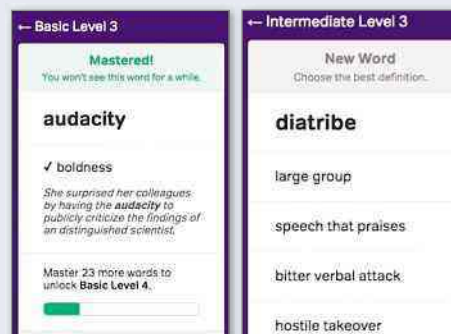 ← Basic Level 3
Mastered!
You won't see this word for a while.
audacity
✓ boldness
She surprised her colleagues
by having the audacity to
publicly criticize the findings of
an distinguished scientist.
Master 23 more words to
unlock Basic Level 4.
← Intermediate Level 3
New Word
Choose the best definition.
diatribe
large group
speech that praises
bitter verbal attack
hostile takeover